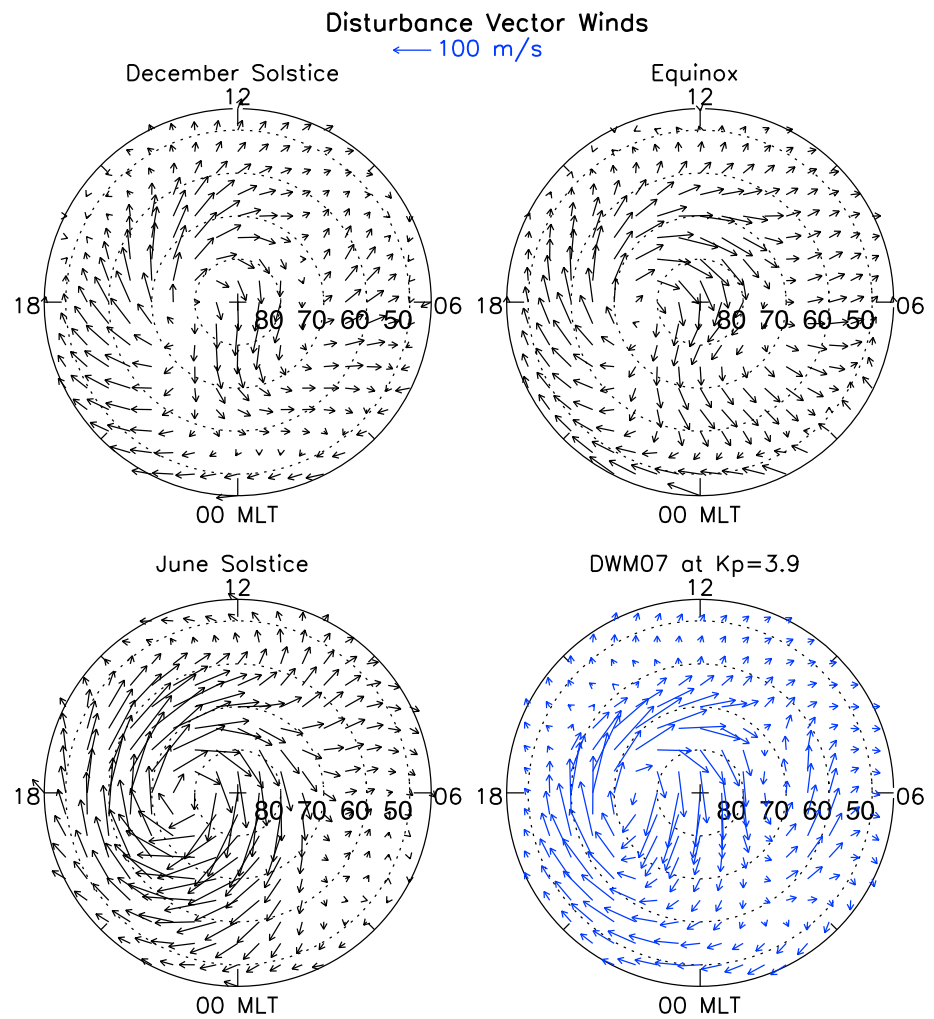 Disturbance Vector Winds
100 m/s
December Solstice
Equinox
12
12
18
06
18
06
80 70 60 50
80 70 60 50
00 MLT
00 MLT
June Solstice
DWM07 at Kp=3.9
12
12
18
06
18
06
80 70 60 50
80 70 60 50
00 MLT
00 MLT